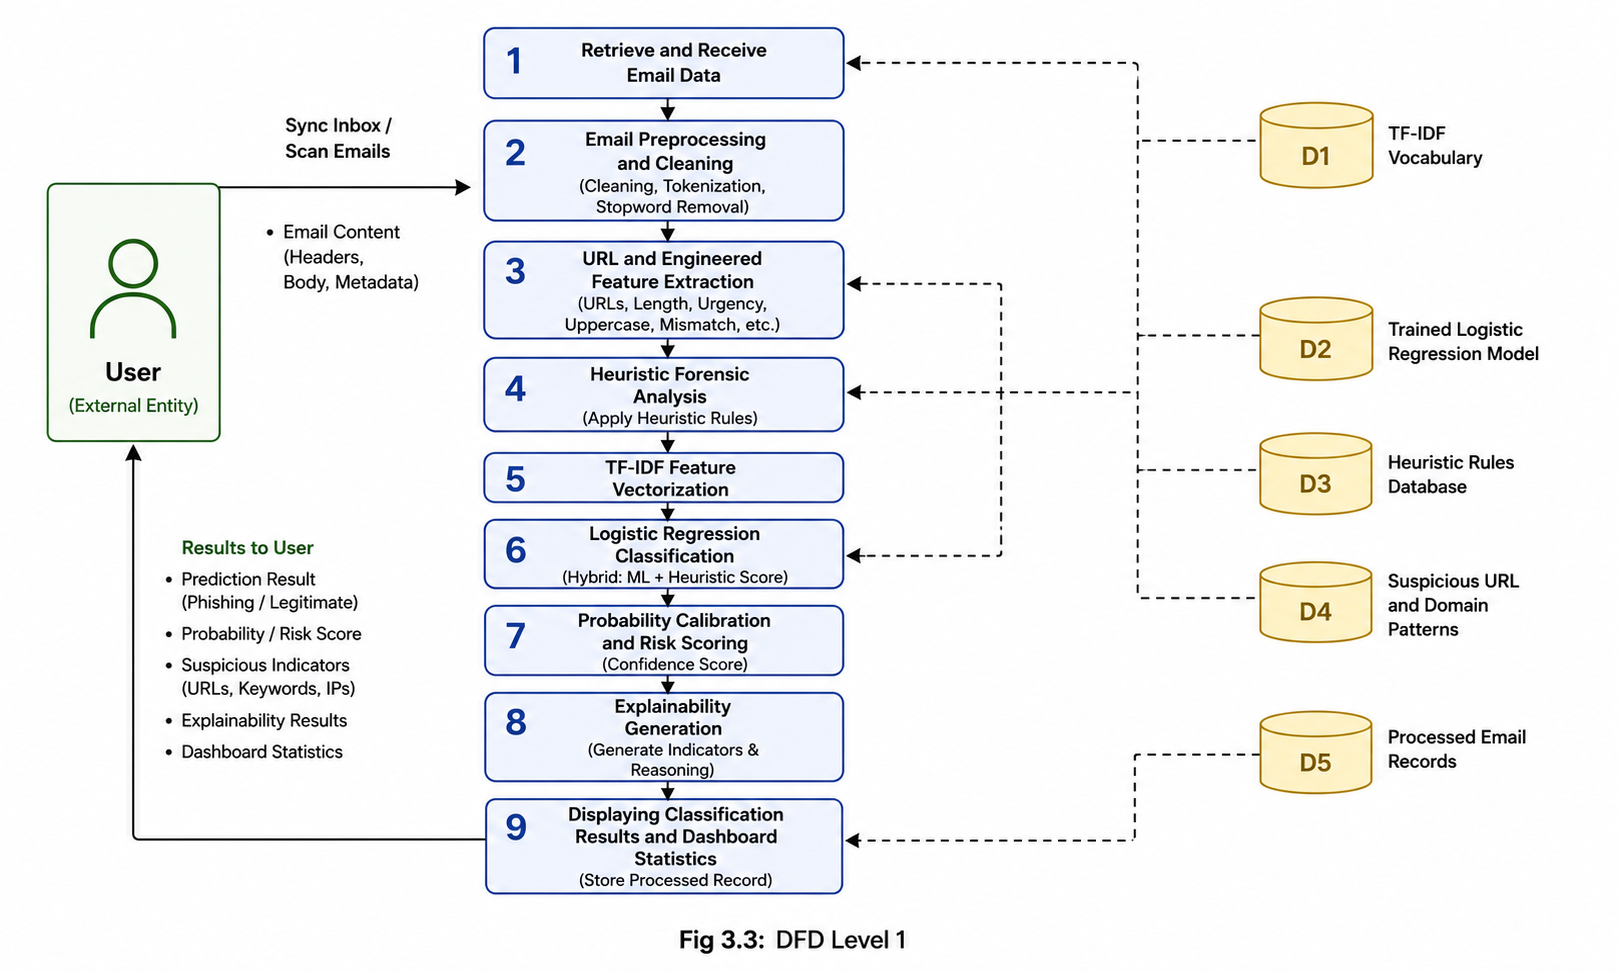 Sync Inbox /
Scan Emails
• Email Content
(Headers,
Body, Metadata)
User
(External Entity)
Results to User
• Prediction Result
(Phishing / Legitimate)
• Probability / Risk Score
• Suspicious Indicators
(URLs, Keywords, IPs)
• Explainability Results
• Dashboard Statistics
1
Retrieve and Receive
Email Data
2
Email Preprocessing
and Cleaning
(Cleaning, Tokenization,
Stopword Removal)
3
URL and Engineered
Feature Extraction
(URLs, Length, Urgency,
Uppercase, Mismatch, etc.)
4
Heuristic Forensic
Analysis
(Apply Heuristic Rules)
5
TF-IDF Feature
Vectorization
6
Logistic Regression
Classification
(Hybrid: ML + Heuristic Score)
7
Probability Calibration
and Risk Scoring
(Confidence Score)
8
Explainability
Generation
(Generate Indicators &
Reasoning)
9
Displaying Classification
Results and Dashboard
Statistics
(Store Processed Record)
D1
TF-IDF
Vocabulary
D2
Trained Logistic
Regression Model
D3
Heuristic Rules
Database
D4
Suspicious URL
and Domain
Patterns
D5
Processed Email
Records
Fig 3.3: DFD Level 1